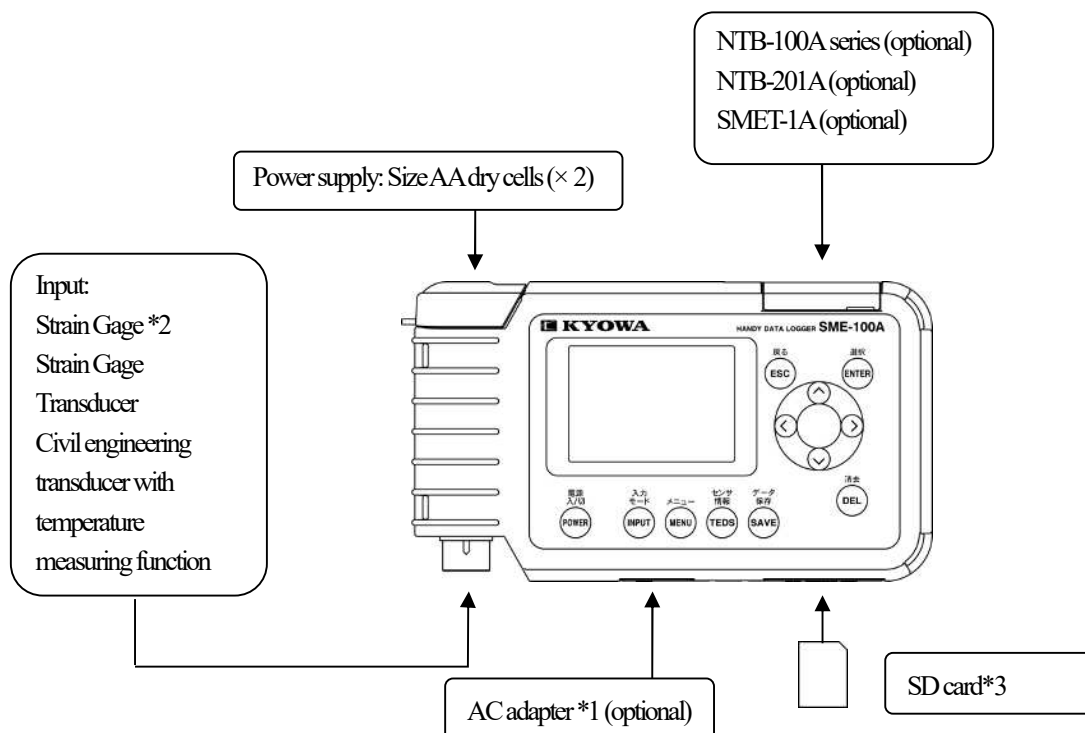 NTB-100A series (optional)
NTB-201A (optional)
SMET-1A (optional)
Power supply: Size AA dry cells (× 2)
Input:
Strain Gage *2
Strain Gage
Transducer
Civil engineering
transducer with
temperature
measuring function
KYOWA
HANDY DATA LOGGER SME-100A
戻る
ESC
選択
ENTER
消去
DEL
電源
入/切
POWER
入力
モード
INPUT
メニュー
MENU
センサ
情報
TEDS
データ
保存
SAVE
AC adapter *1 (optional)
SD card*3